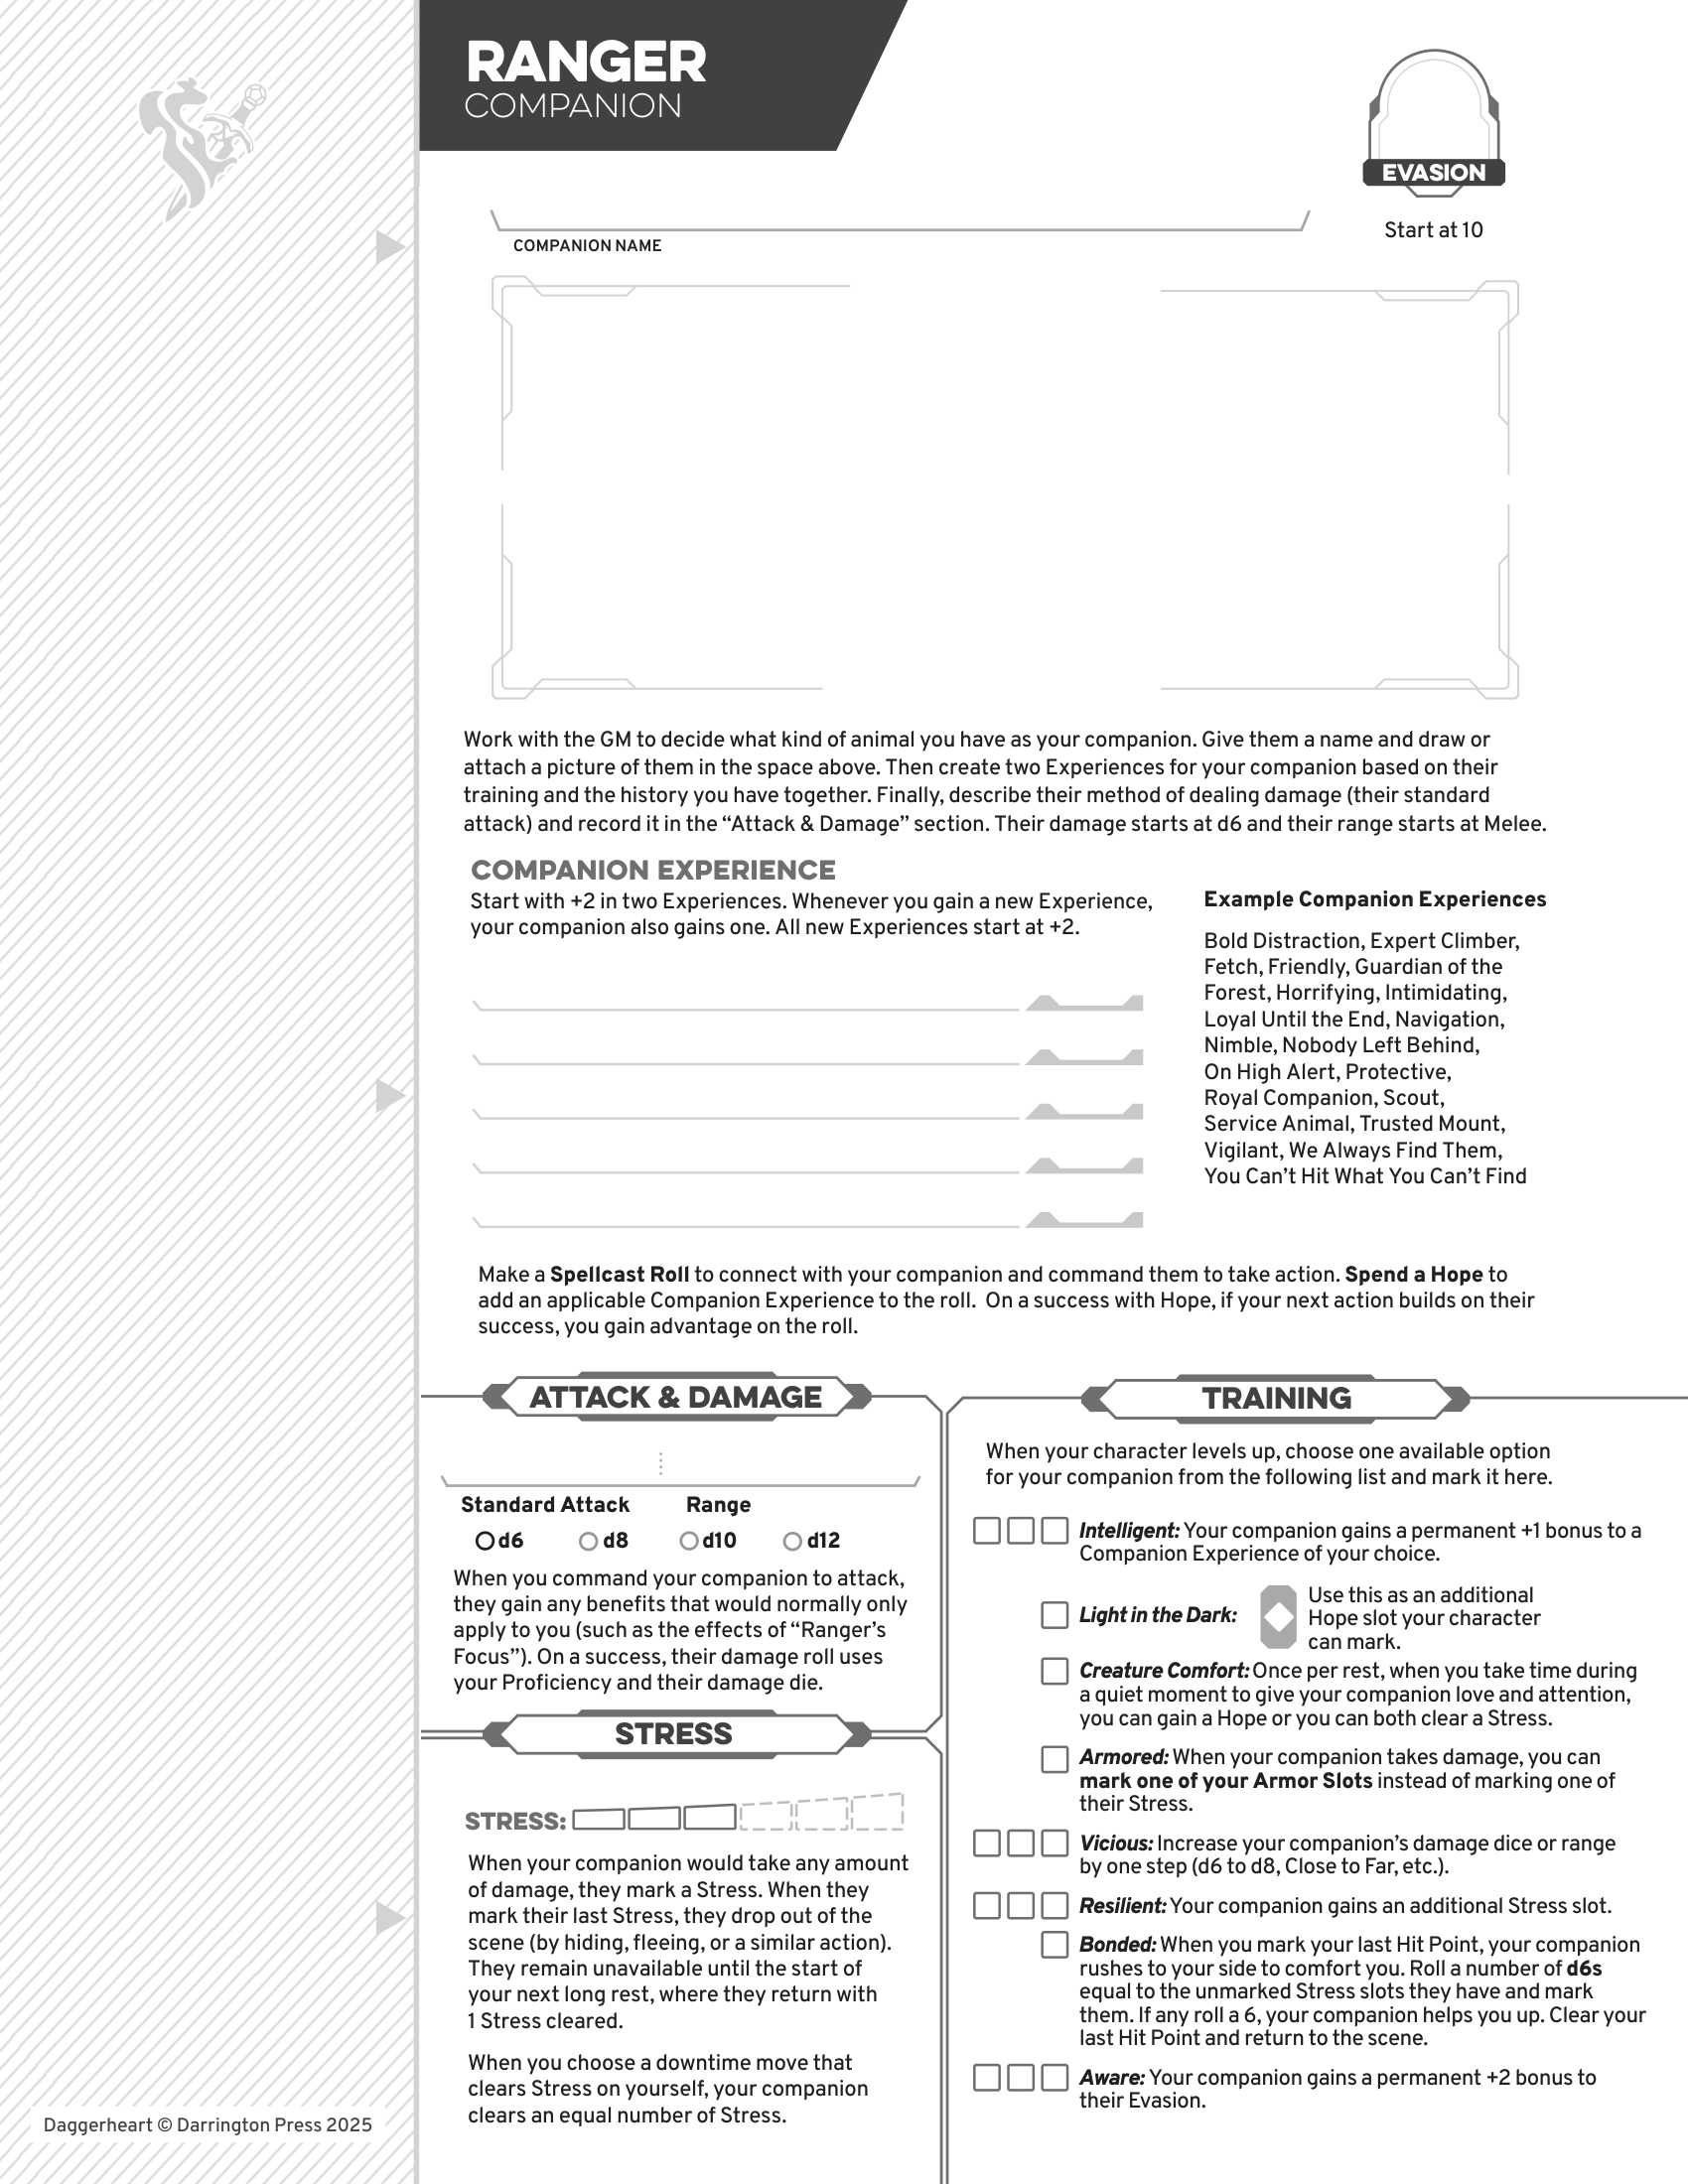 RANGER
COMPANION
EVASION
Start at 10
COMPANION NAME
Work with the GM to decide what kind of animal you have as your companion. Give them a name and draw or
attach a picture of them in the space above. Then create two Experiences for your companion based on their
training and the history you have together. Finally, describe their method of dealing damage (their standard
attack) and record it in the “Attack & Damage” section. Their damage starts at d6 and their range starts at Melee.
COMPANION EXPERIENCE
Start with +2 in two Experiences. Whenever you gain a new Experience,
your companion also gains one. All new Experiences start at +2.
Example Companion Experiences
Bold Distraction, Expert Climber,
Fetch, Friendly, Guardian of the
Forest, Horrifying, Intimidating,
Loyal Until the End, Navigation,
Nimble, Nobody Left Behind,
On High Alert, Protective,
Royal Companion, Scout,
Service Animal, Trusted Mount,
Vigilant, We Always Find Them,
You Can’t Hit What You Can’t Find
Make a Spellcast Roll to connect with your companion and command them to take action. Spend a Hope to
add an applicable Companion Experience to the roll. On a success with Hope, if your next action builds on their
success, you gain advantage on the roll.
ATTACK & DAMAGE
Standard Attack Range
d6 d8 d10 d12
When you command your companion to attack,
they gain any benefits that would normally only
apply to you (such as the effects of “Ranger’s
Focus”). On a success, their damage roll uses
your Proficiency and their damage die.
STRESS
STRESS:
When your companion would take any amount
of damage, they mark a Stress. When they
mark their last Stress, they drop out of the
scene (by hiding, fleeing, or a similar action).
They remain unavailable until the start of
your next long rest, where they return with
1 Stress cleared.
When you choose a downtime move that
clears Stress on yourself, your companion
clears an equal number of Stress.
TRAINING
When your character levels up, choose one available option
for your companion from the following list and mark it here.
Intelligent: Your companion gains a permanent +1 bonus to a
Companion Experience of your choice.
Light in the Dark:
Use this as an additional
Hope slot your character
can mark.
Creature Comfort: Once per rest, when you take time during
a quiet moment to give your companion love and attention,
you can gain a Hope or you can both clear a Stress.
Armored: When your companion takes damage, you can
mark one of your Armor Slots instead of marking one of
their Stress.
Vicious: Increase your companion’s damage dice or range
by one step (d6 to d8, Close to Far, etc.).
Resilient: Your companion gains an additional Stress slot.
Bonded: When you mark your last Hit Point, your companion
rushes to your side to comfort you. Roll a number of d6s
equal to the unmarked Stress slots they have and mark
them. If any roll a 6, your companion helps you up. Clear your
last Hit Point and return to the scene.
Aware: Your companion gains a permanent +2 bonus to
their Evasion.
Daggerheart © Darrington Press 2025